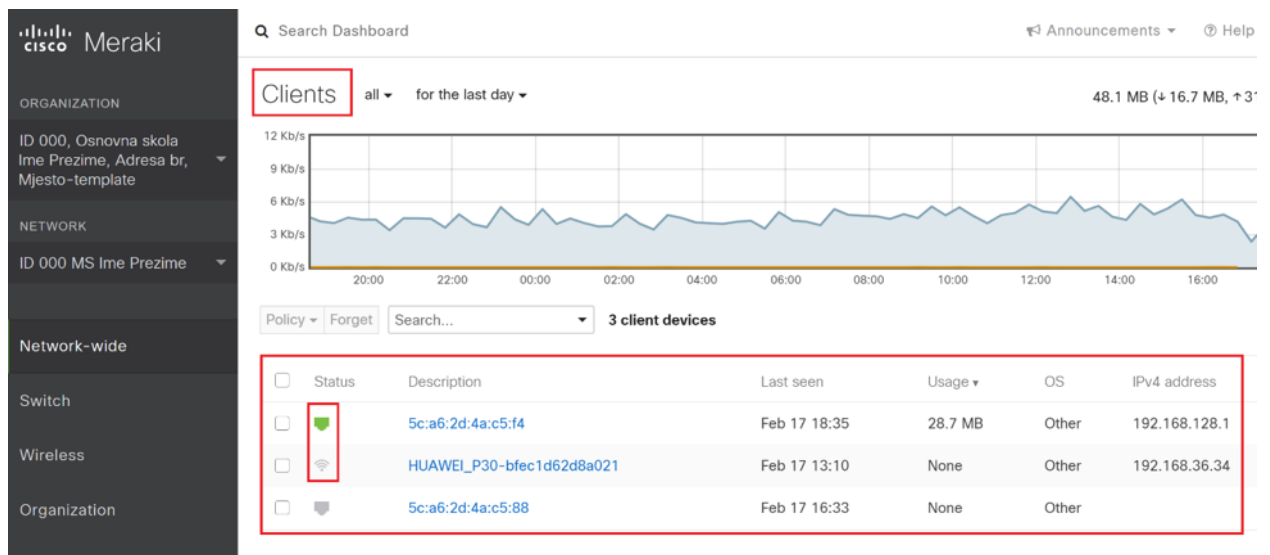 cisco Meraki
Search Dashboard
Announcements
Help
ORGANIZATION
ID 000, Osnovna skola
Ime Prezime, Adresa br,
Mjesto-template
NETWORK
ID 000 MS Ime Prezime
Network-wide
Switch
Wireless
Organization
Clients all for the last day
48.1 MB (↓ 16.7 MB, ↑ 31
12 Kb/s
9 Kb/s
6 Kb/s
3 Kb/s
0 Kb/s
20:00 22:00 00:00 02:00 04:00 06:00 08:00 10:00 12:00 14:00 16:00
Policy Forget Search... 3 client devices
Status Description Last seen Usage OS IPv4 address
5c:a6:2d:4a:c5:f4 Feb 17 18:35 28.7 MB Other 192.168.128.1
HUAWEI_P30-bfec1d62d8a021 Feb 17 13:10 None Other 192.168.36.34
5c:a6:2d:4a:c5:88 Feb 17 16:33 None Other